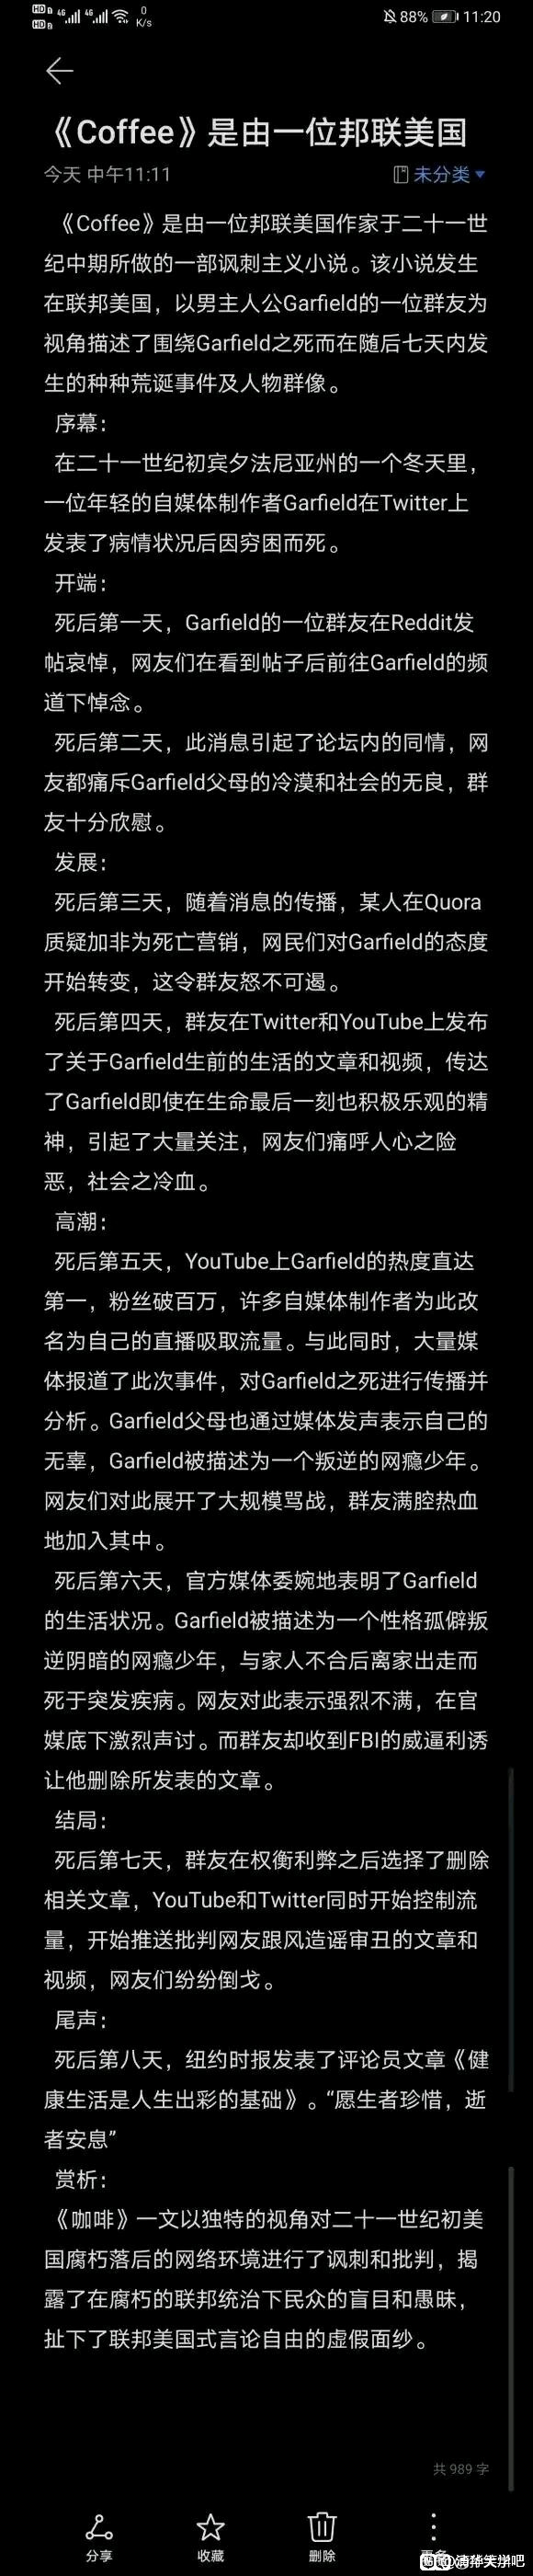 HD 4G 4G 0 K/s 88% 11:20
HD
《Coffee》是由一位邦联美国
今天 中午11:11 未分类
《Coffee》是由一位邦联美国作家于二十一世
纪中期所做的一部讽刺主义小说。该小说发生
在联邦美国，以男主人公Garfield的一位群友为
视角描述了围绕Garfield之死而在随后七天内发
生的种种荒诞事件及人物群像。
序幕：
在二十一世纪初宾夕法尼亚州的一个冬天里，
一位年轻的自媒体制作者Garfield在Twitter上
发表了病情状况后因穷困而死。
开端：
死后第一天，Garfield的一位群友在Reddit发
帖哀悼，网友们在看到帖子后前往Garfield的频
道下悼念。
死后第二天，此消息引起了论坛内的同情，网
友都痛斥Garfield父母的冷漠和社会的无良，群
友十分欣慰。
发展：
死后第三天，随着消息的传播，某人在Quora
质疑加非为死亡营销，网民们对Garfield的态度
开始转变，这令群友怒不可遏。
死后第四天，群友在Twitter和YouTube上发布
了关于Garfield生前的生活的文章和视频，传达
了Garfield即使在生命最后一刻也积极乐观的精
神，引起了大量关注，网友们痛呼人心之险
恶，社会之冷血。
高潮：
死后第五天，YouTube上Garfield的热度直达
第一，粉丝破百万，许多自媒体制作者为此改
名为自己的直播吸取流量。与此同时，大量媒
体报道了此次事件，对Garfield之死进行传播并
分析。Garfield父母也通过媒体发声表示自己的
无辜，Garfield被描述为一个叛逆的网瘾少年。
网友们对此展开了大规模骂战，群友满腔热血
地加入其中。
死后第六天，官方媒体委婉地表明了Garfield
的生活状况。Garfield被描述为一个性格孤僻叛
逆阴暗的网瘾少年，与家人不合后离家出走而
死于突发疾病。网友对此表示强烈不满，在官
媒底下激烈声讨。而群友却收到FBI的威逼利诱
让他删除所发表的文章。
结局：
死后第七天，群友在权衡利弊之后选择了删除
相关文章，YouTube和Twitter同时开始控制流
量，开始推送批判网友跟风造谣审丑的文章和
视频，网友们纷纷倒戈。
尾声：
死后第八天，纽约时报发表了评论员文章《健
康生活是人生出彩的基础》。“愿生者珍惜，逝
者安息”
赏析：
《咖啡》一文以独特的视角对二十一世纪初美
国腐朽落后的网络环境进行了讽刺和批判，揭
露了在腐朽的联邦统治下民众的盲目和愚昧，
扯下了联邦美国式言论自由的虚假面纱。
共 989 字
分享 收藏 删除